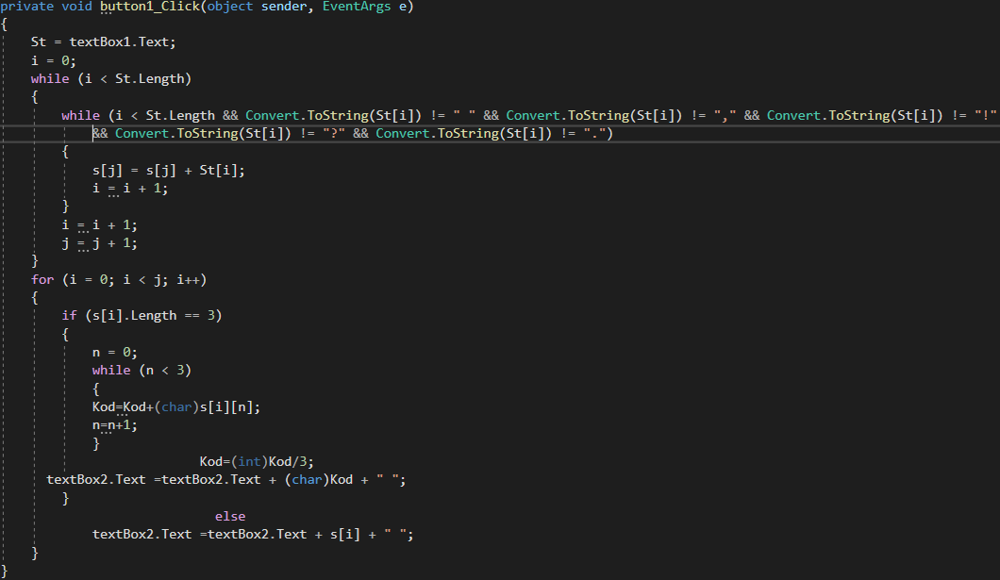 private void button1_Click(object sender, EventArgs e)
{
St = textBox1.Text;
i = 0;
while (i < St.Length)
{
while (i < St.Length && Convert.ToString(St[i]) != " " && Convert.ToString(St[i]) != "," && Convert.ToString(St[i]) != "!"
&& Convert.ToString(St[i]) != "?" && Convert.ToString(St[i]) != ".")
{
s[j] = s[j] + St[i];
i = i + 1;
}
i = i + 1;
j = j + 1;
}
for (i = 0; i < j; i++)
{
if (s[i].Length == 3)
{
n = 0;
while (n < 3)
{
Kod=Kod+(char)s[i][n];
n=n+1;
}
Kod=(int)Kod/3;
textBox2.Text =textBox2.Text + (char)Kod + " ";
}
else
textBox2.Text =textBox2.Text + s[i] + " ";
}
}